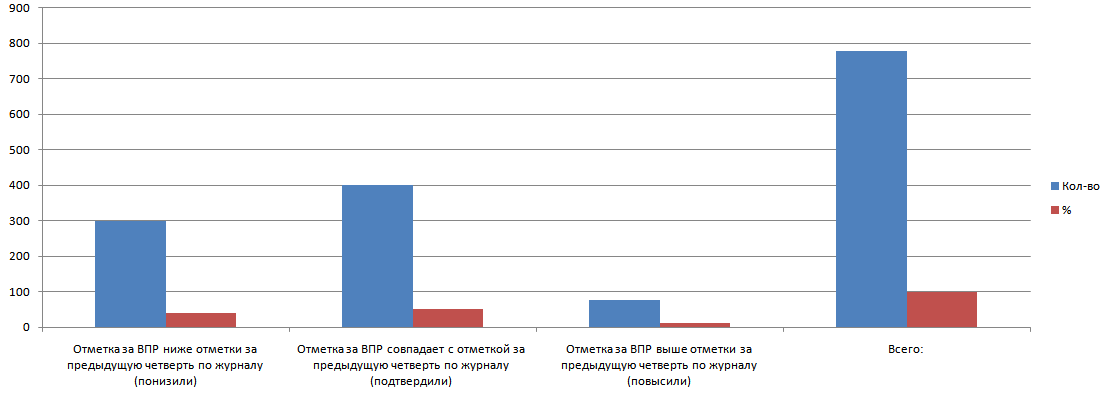 900
800
700
600
500
400
300
200
100
0
Отметка за ВПР ниже отметки за
предыдущую четверть по журналу
(понизили)
Отметка за ВПР совпадает с отметкой за
предыдущую четверть по журналу
(подтвердили)
Отметка за ВПР выше отметки за
предыдущую четверть по журналу
(повысили)
Всего:
Кол-во
%